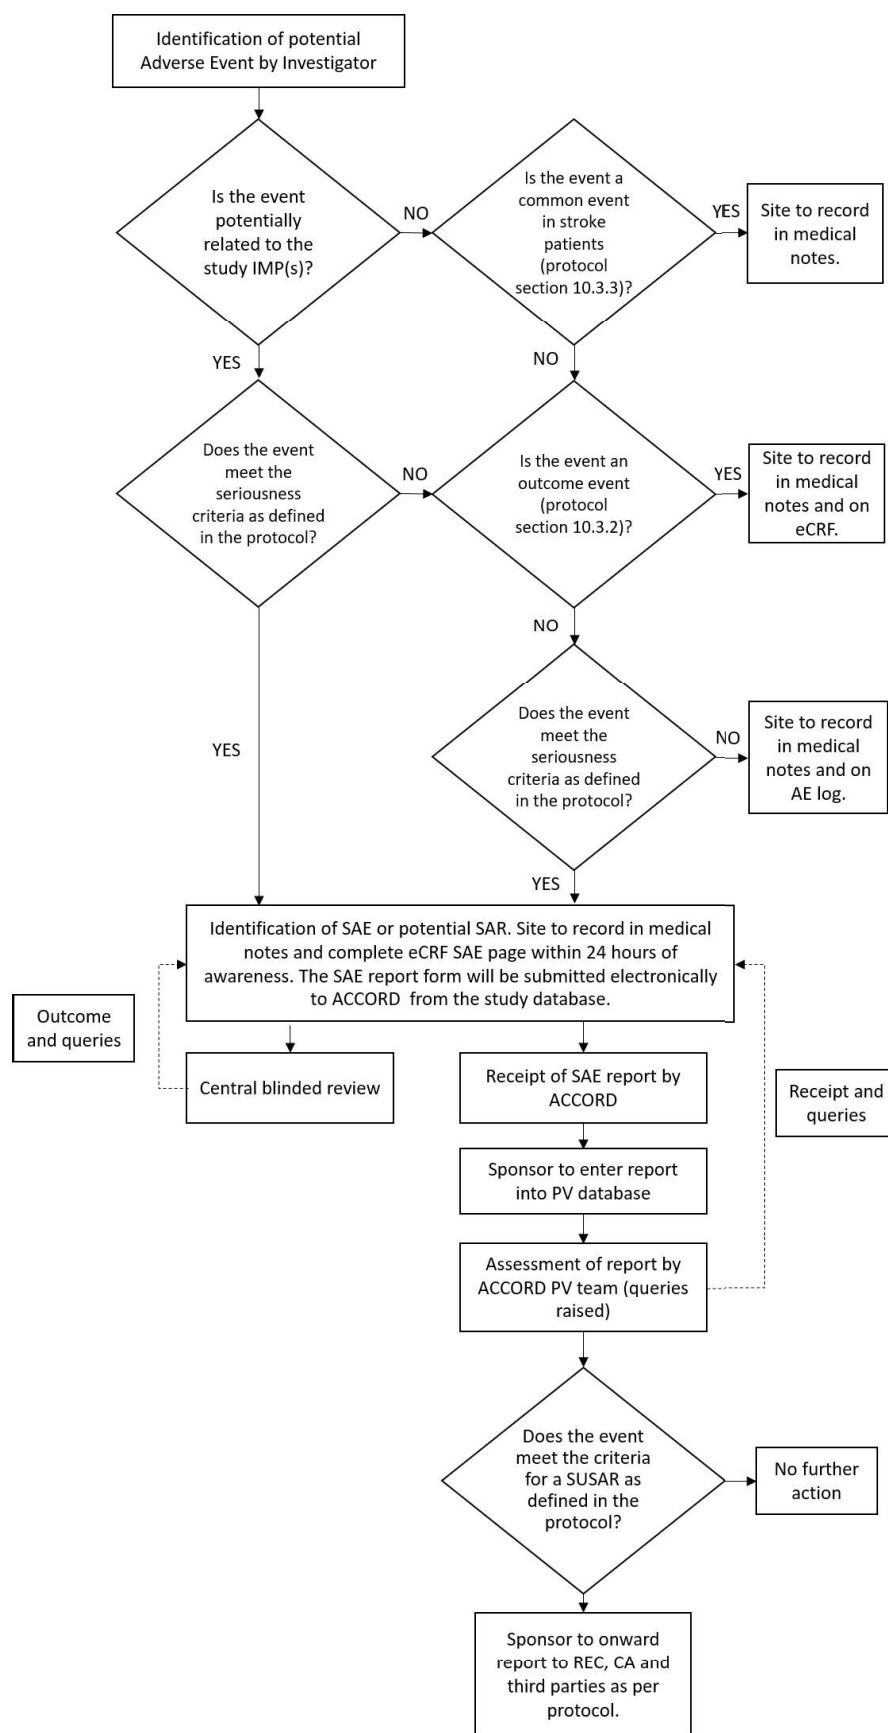 Identification of potential
Adverse Event by Investigator
Is the event
potentially
related to the
study IMP(s)?
NO
Is the event a
common event
in stroke
patients
(protocol
section 10.3.3)?
YES
Site to record
in medical
notes.
YES
NO
Does the event
meet the
seriousness
criteria as defined
in the protocol?
NO
Is the event an
outcome event
(protocol
section 10.3.2)?
YES
Site to record
in medical
notes and on
eCRF.
NO
YES
Does the event
meet the
seriousness
criteria as defined
in the protocol?
NO
Site to record
in medical
notes and on
AE log.
YES
Identification of SAE or potential SAR. Site to record in medical
notes and complete eCRF SAE page within 24 hours of
awareness. The SAE report form will be submitted electronically
to ACCORD from the study database.
Outcome
and queries
Central blinded review
Receipt of SAE report by
ACCORD
Receipt and
queries
Sponsor to enter report
into PV database
Assessment of report by
ACCORD PV team (queries
raised)
Does the event
meet the criteria
for a SUSAR as
defined in the
protocol?
No further
action
Sponsor to onward
report to REC, CA and
third parties as per
protocol.